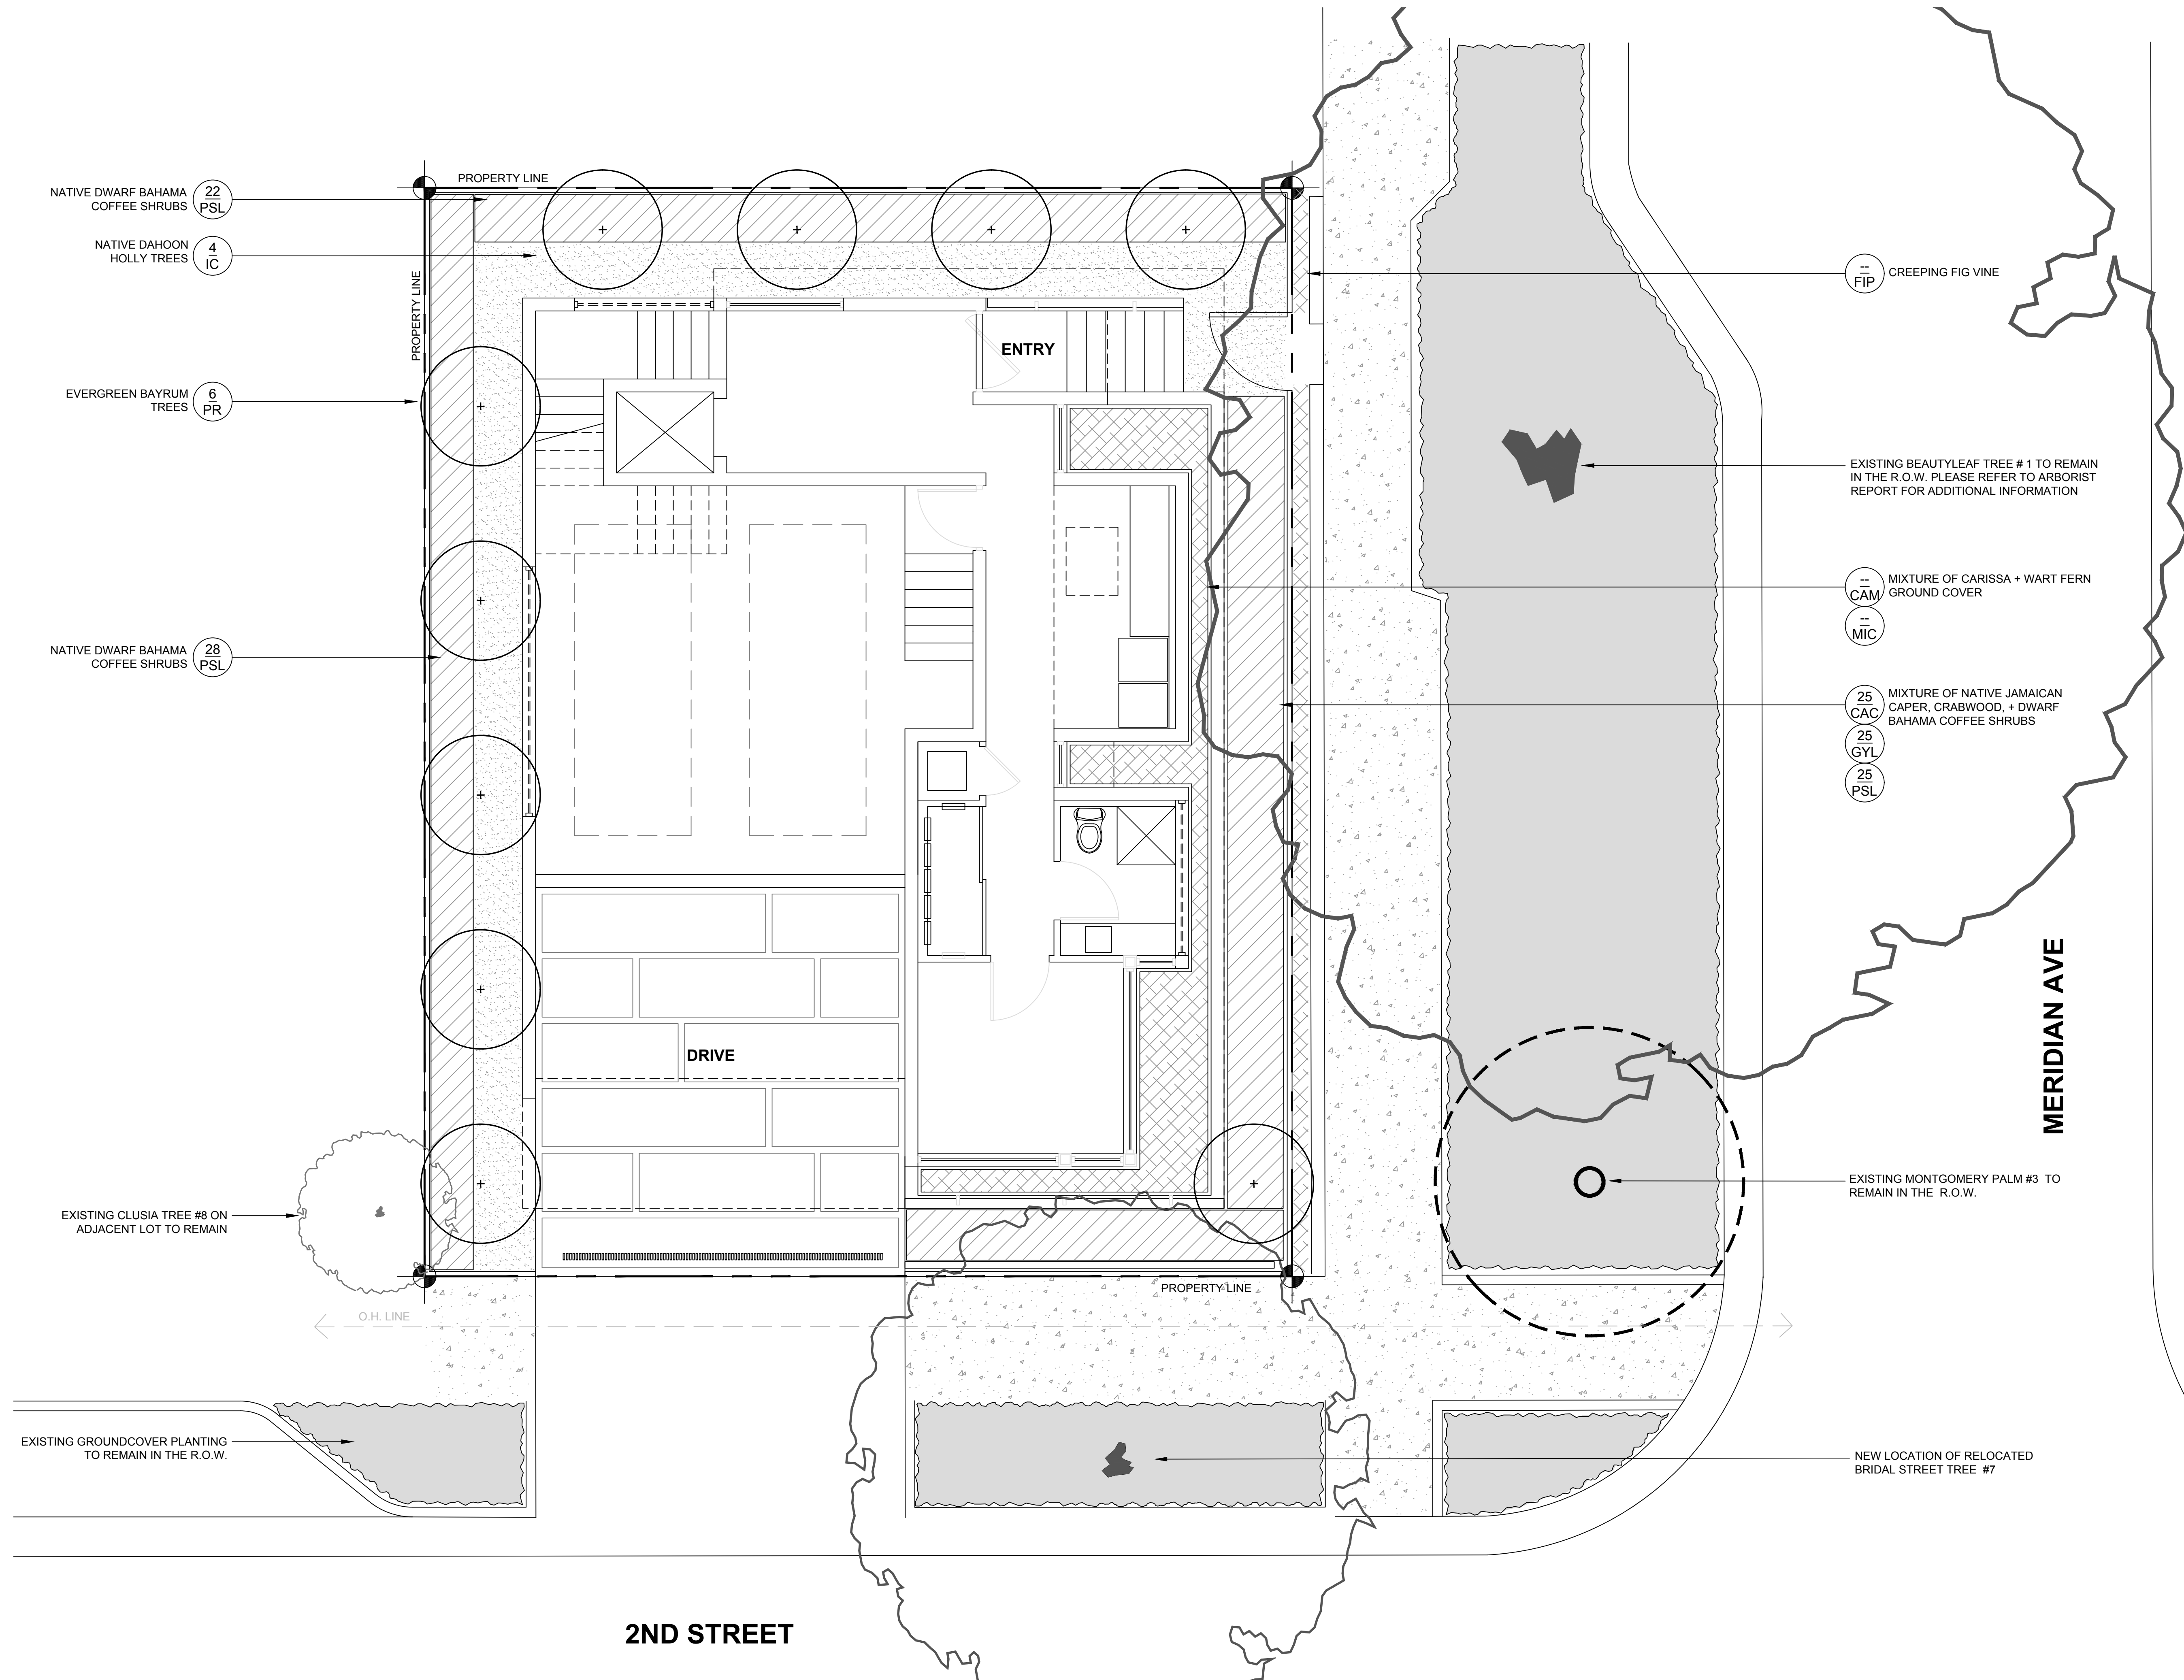 PROPERTY LINE
NATIVE DWARF BAHAMA
COFFEE SHRUBS
22
PSL
NATIVE DAHOON
HOLLY TREES
4
IC
PROPERTY LINE
EVERGREEN BAYRUM
TREES
6
PR
NATIVE DWARF BAHAMA
COFFEE SHRUBS
28
PSL
EXISTING CLUSIA TREE #8 ON
ADJACENT LOT TO REMAIN
O.H. LINE
EXISTING GROUNDCOVER PLANTING
TO REMAIN IN THE R.O.W.
ENTRY
DRIVE
PROPERTY LINE
2ND STREET
--
FIP
CREEPING FIG VINE
EXISTING BEAUTYLEAF TREE # 1 TO REMAIN
IN THE R.O.W. PLEASE REFER TO ARBORIST
REPORT FOR ADDITIONAL INFORMATION
--
CAM
MIXTURE OF CARISSA + WART FERN
GROUND COVER
--
MIC
25
CAC
MIXTURE OF NATIVE JAMAICAN
CAPER, CRABWOOD, + DWARF
BAHAMA COFFEE SHRUBS
25
GYL
25
PSL
MERIDIAN AVE
EXISTING MONTGOMERY PALM #3 TO
REMAIN IN THE R.O.W.
NEW LOCATION OF RELOCATED
BRIDAL STREET TREE #7